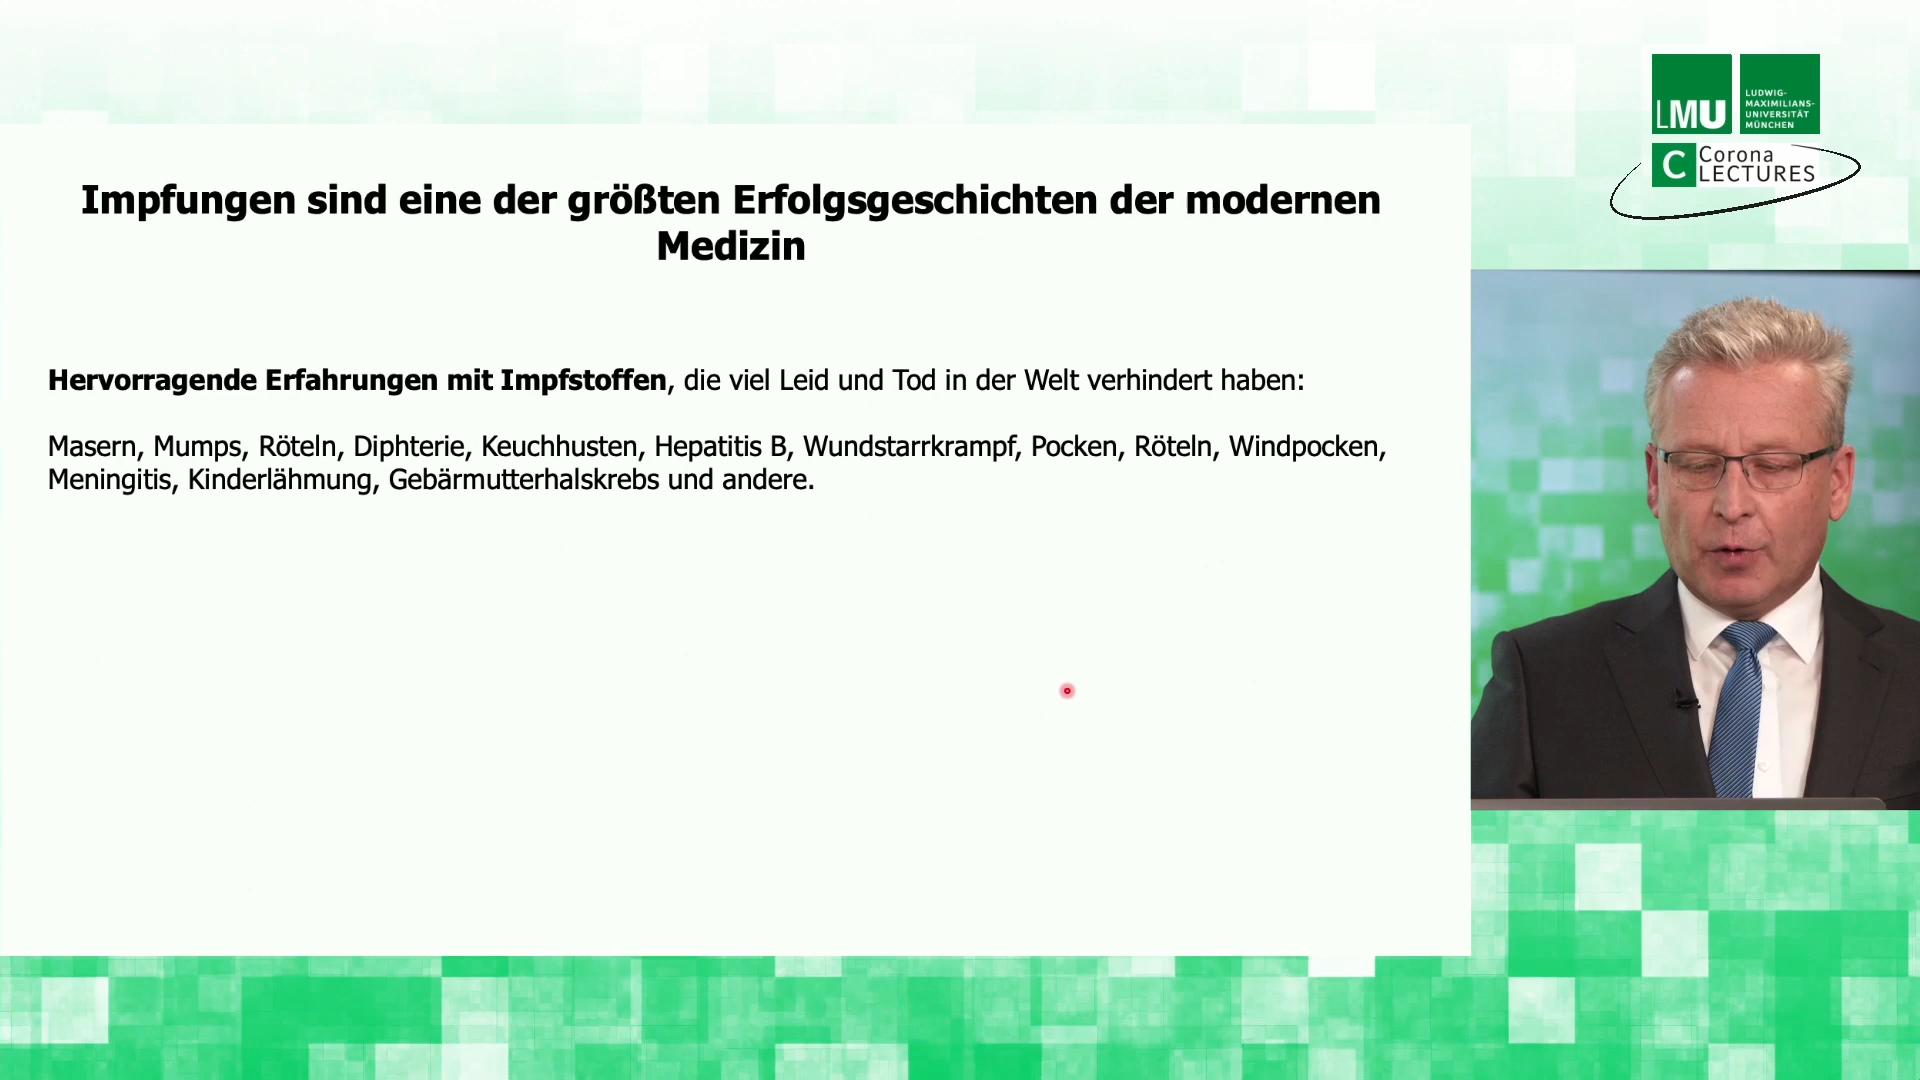 Impfungen sind eine der größten Erfolgsgeschichten der modernen
Medizin
Hervorragende Erfahrungen mit Impfstoffen, die viel Leid und Tod in der Welt verhindert haben:
Masern, Mumps, Röteln, Diphterie, Keuchhusten, Hepatitis B, Wundstarrkrampf, Pocken, Röteln, Windpocken,
Meningitis, Kinderlähmung, Gebärmutterhalskrebs und andere.
LMU
LUDWIG-
MAXIMILIANS-
UNIVERSITÄT
MÜNCHEN
C Corona
LECTURES